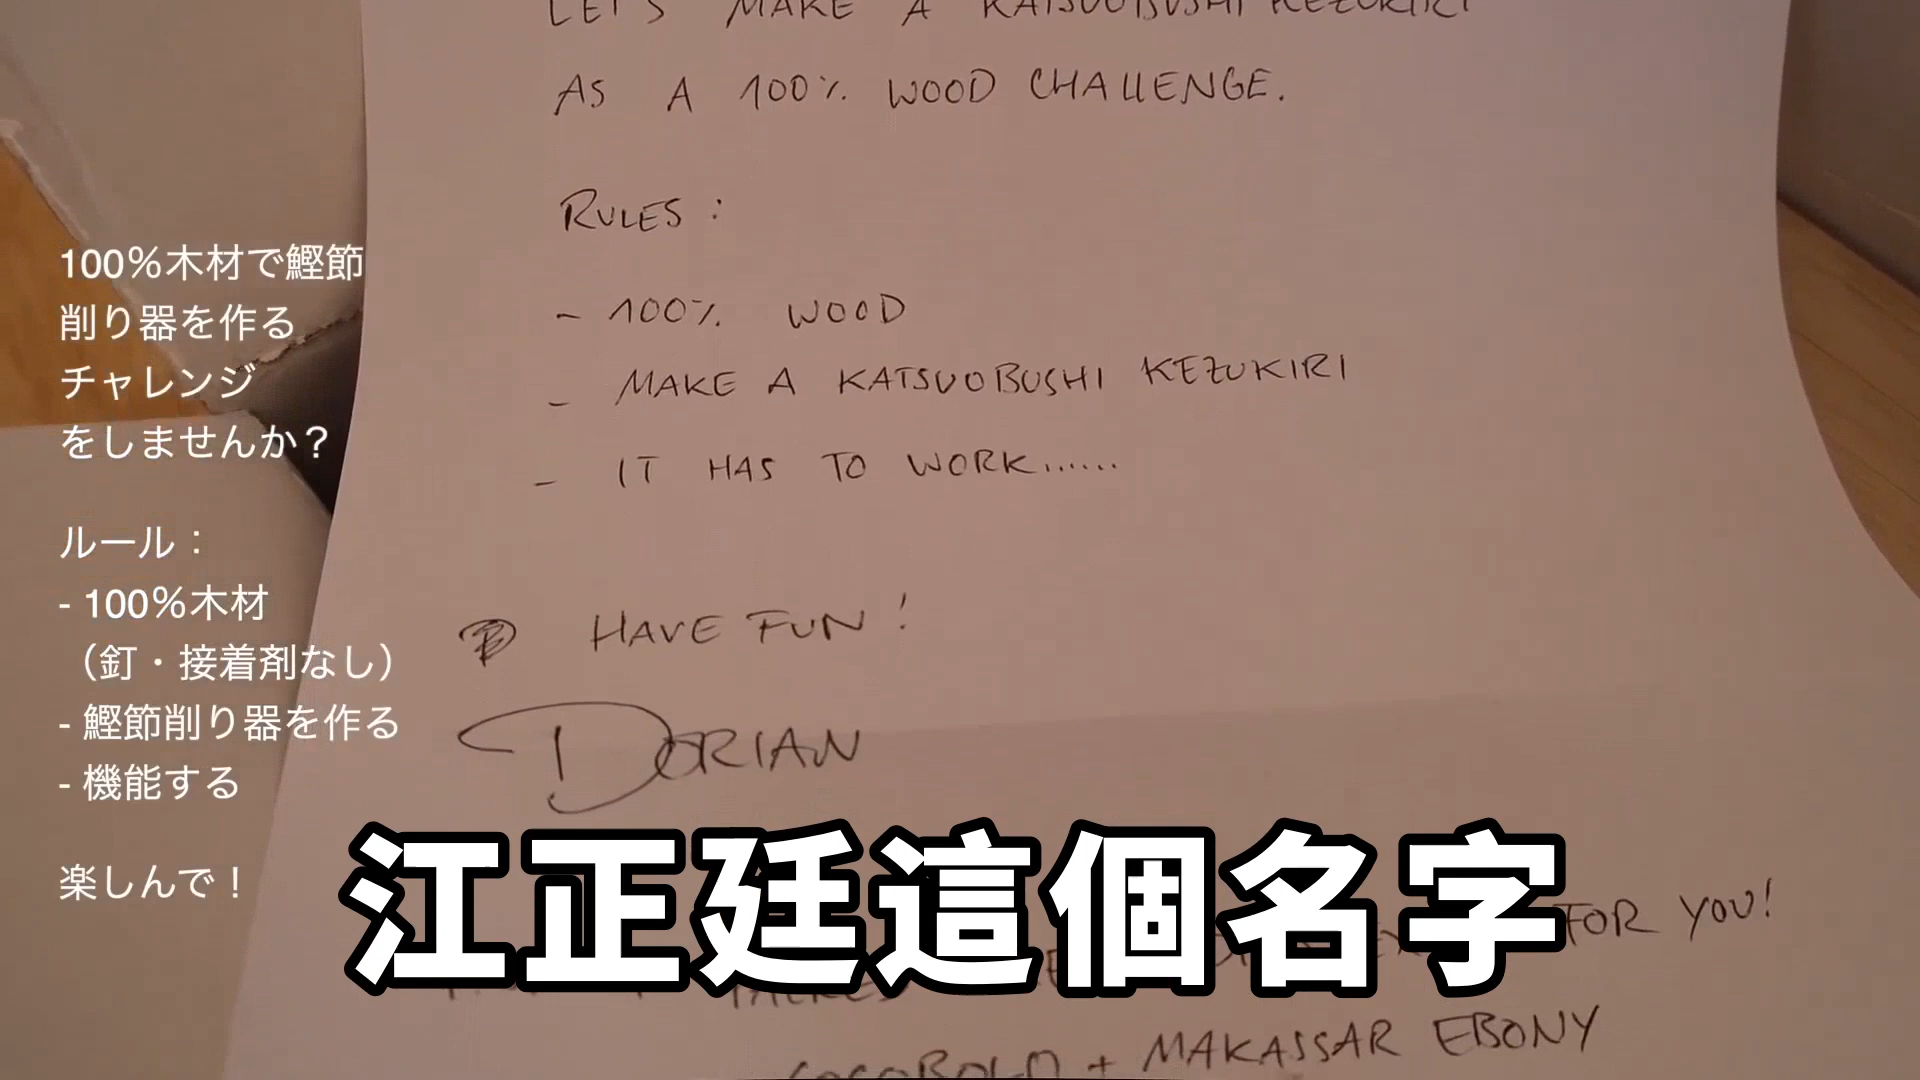 LET'S MAKE A KATSUOBUSHI KEZUKIRI
AS A 100% WOOD CHALLENGE.
RULES:
- 100% WOOD
- MAKE A KATSUOBUSHI KEZUKIRI
- IT HAS TO WORK......
HAVE FUN!
DORIAN
FOR YOU!
+ MAKASSAR EBONY
100%木材で鰹節
削り器を作る
チャレンジ
をしませんか？
ルール：
- 100%木材
（釘・接着剤なし）
- 鰹節削り器を作る
- 機能する
楽しんで！
江正廷這個名字